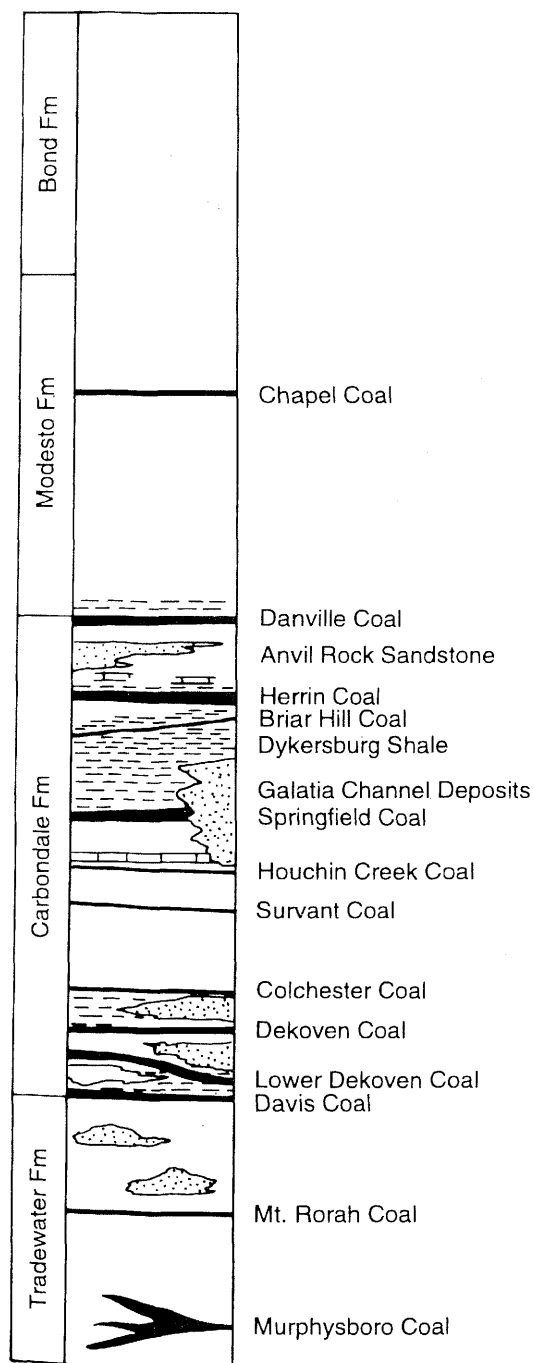 Bond Fm
Modesto Fm
Chapel Coal
Danville Coal
Anvil Rock Sandstone
Herrin Coal
Briar Hill Coal
Dykersburg Shale
Galatia Channel Deposits
Springfield Coal
Houchin Creek Coal
Survant Coal
Carbondale Fm
Colchester Coal
Dekoven Coal
Lower Dekoven Coal
Davis Coal
Tradewater Fm
Mt. Rorah Coal
Murphysboro Coal